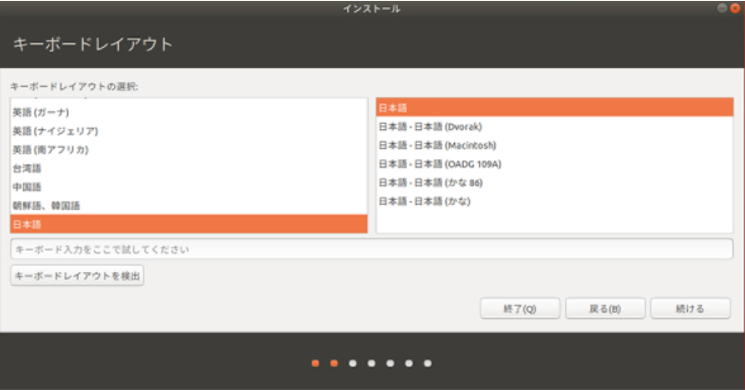 インストール
キーボードレイアウト
キーボードレイアウトの選択:
英語 (ガーナ)
英語 (ナイジェリア)
英語 (南アフリカ)
台湾語
中国語
朝鮮語、韓国語
日本語
日本語
日本語 - 日本語 (Dvorak)
日本語 - 日本語 (Macintosh)
日本語 - 日本語 (OADG 109A)
日本語 - 日本語 (かな 86)
日本語 - 日本語 (かな)
キーボード入力をここで試してください
キーボードレイアウトを検出
終了(Q)
戻る(B)
続ける